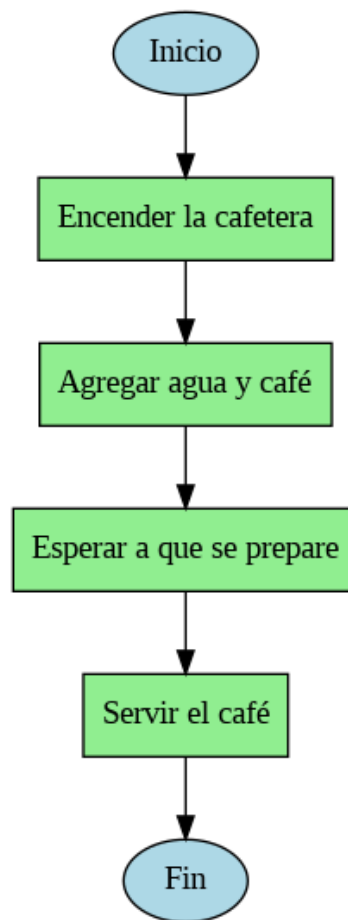 Inicio
Encender la cafetera
Agregar agua y café
Esperar a que se prepare
Servir el café
Fin